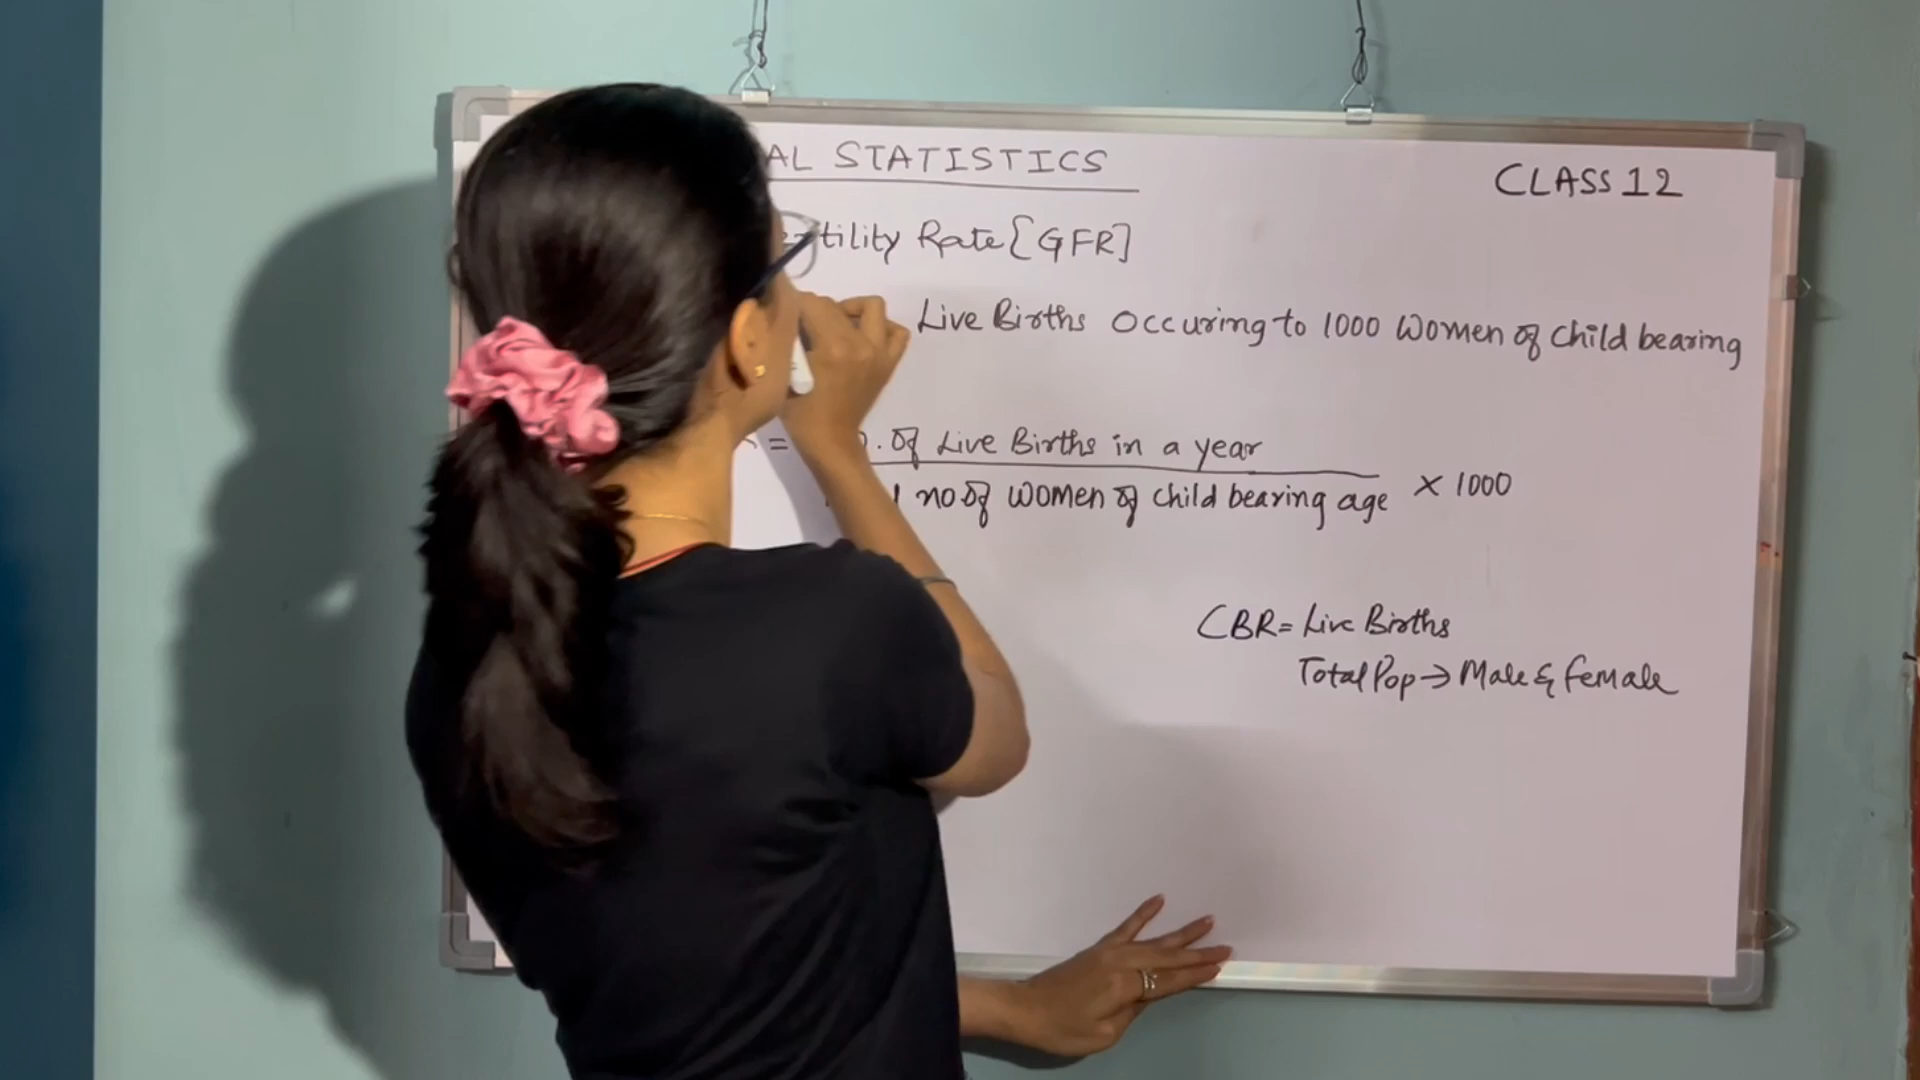 AL STATISTICS
CLASS 12
tility Rate [GFR]
Live Births Occuring to 1000 Women of Child bearing
= . Of Live Births in a year
no of women of child bearing age × 1000
CBR = Live Births
Total Pop → Male & female